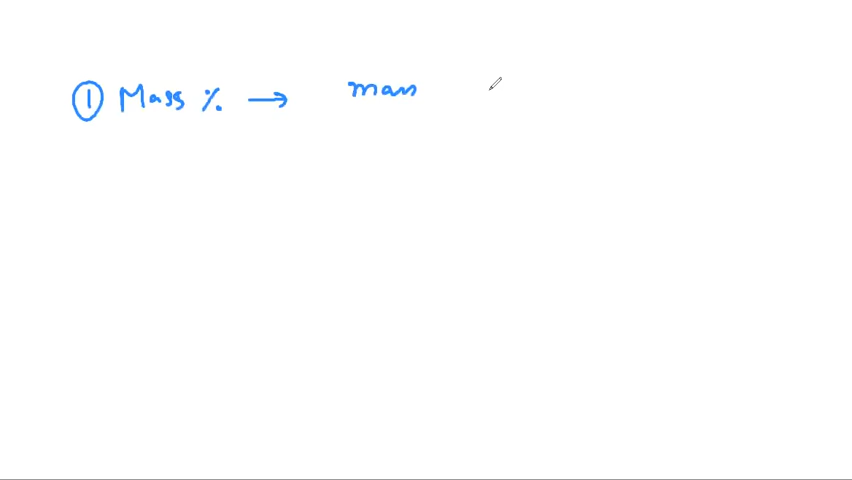 ① Mass % → mass